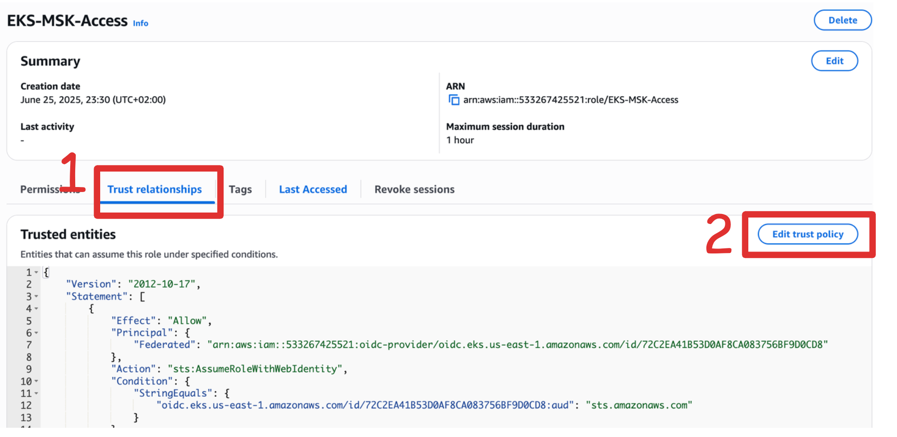 EKS-MSK-Access Info
Delete
Summary
Edit
Creation date
June 25, 2025, 23:30 (UTC+02:00)
ARN
arn:aws:iam::533267425521:role/EKS-MSK-Access
Last activity
-
Maximum session duration
1 hour
1
Permissions
Trust relationships
Tags
Last Accessed
Revoke sessions
Trusted entities
2
Edit trust policy
Entities that can assume this role under specified conditions.
1 {
2 "Version": "2012-10-17",
3 "Statement": [
4 {
5 "Effect": "Allow",
6 "Principal": {
7 "Federated": "arn:aws:iam::533267425521:oidc-provider/oidc.eks.us-east-1.amazonaws.com/id/72C2EA41B53D0AF8CA083756BF9D0CD8"
8 },
9 "Action": "sts:AssumeRoleWithWebIdentity",
10 "Condition": {
11 "StringEquals": {
12 "oidc.eks.us-east-1.amazonaws.com/id/72C2EA41B53D0AF8CA083756BF9D0CD8:aud": "sts.amazonaws.com"
13 }